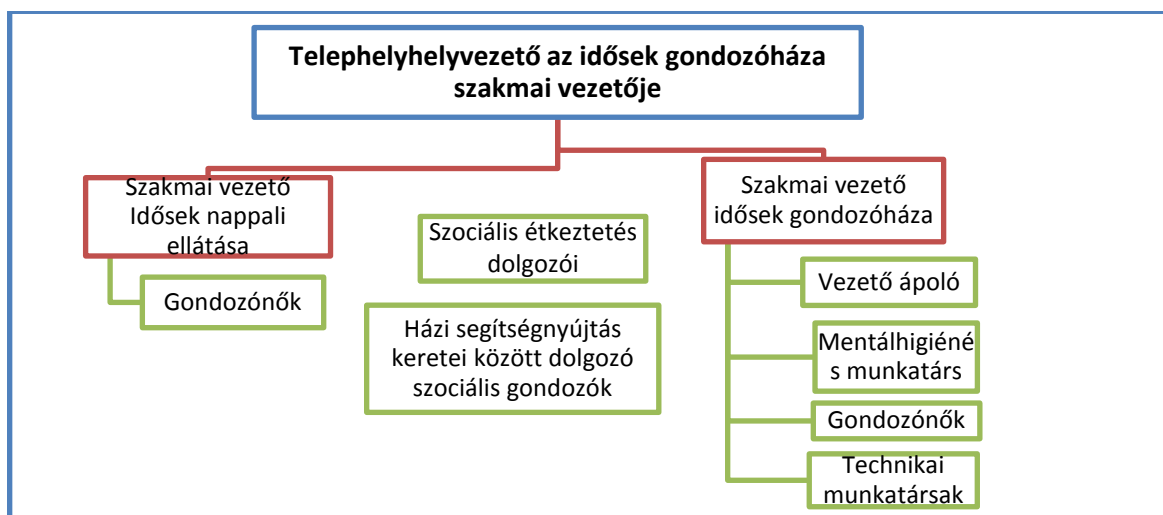 Telephelyhelyvezető az idősek gondozóháza
szakmai vezetője
Szakmai vezető
Idősek nappali
ellátása
Gondozónők
Szociális étkeztetés
dolgozói
Házi segítségnyújtás
keretei között dolgozó
szociális gondozók
Szakmai vezető
idősek gondozóháza
Vezető ápoló
Mentálhigiéné
s munkatárs
Gondozónők
Technikai
munkatársak